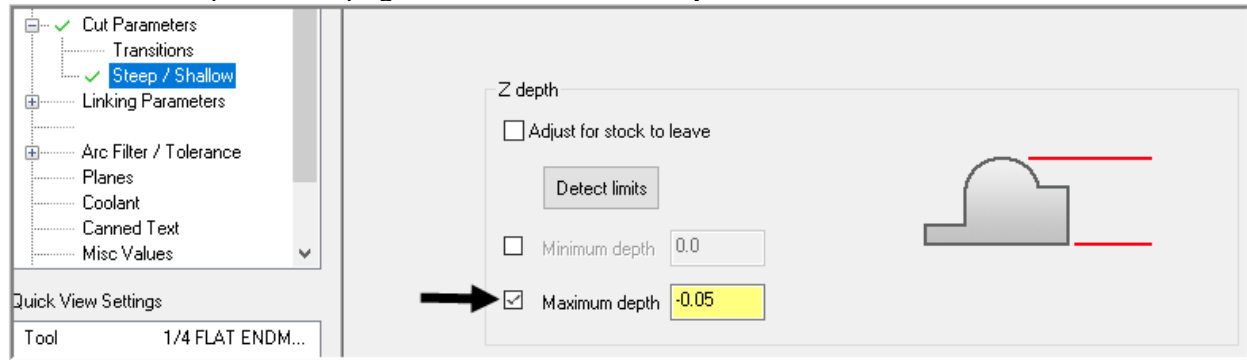 Cut Parameters
Transitions
Steep / Shallow
Linking Parameters
Arc Filter / Tolerance
Planes
Coolant
Canned Text
Misc Values
Quick View Settings
Tool 1/4 FLAT ENDM...
Z depth
Adjust for stock to leave
Detect limits
Minimum depth 0.0
Maximum depth -0.05